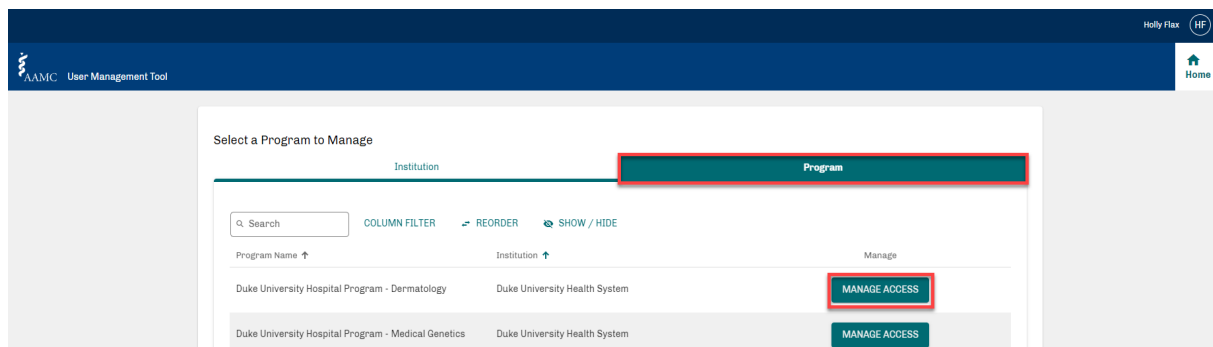 Holly Flax HF
AAMC User Management Tool
Home
Select a Program to Manage
Institution Program
Search COLUMN FILTER REORDER SHOW / HIDE
Program Name Institution Manage
Duke University Hospital Program - Dermatology Duke University Health System MANAGE ACCESS
Duke University Hospital Program - Medical Genetics Duke University Health System MANAGE ACCESS